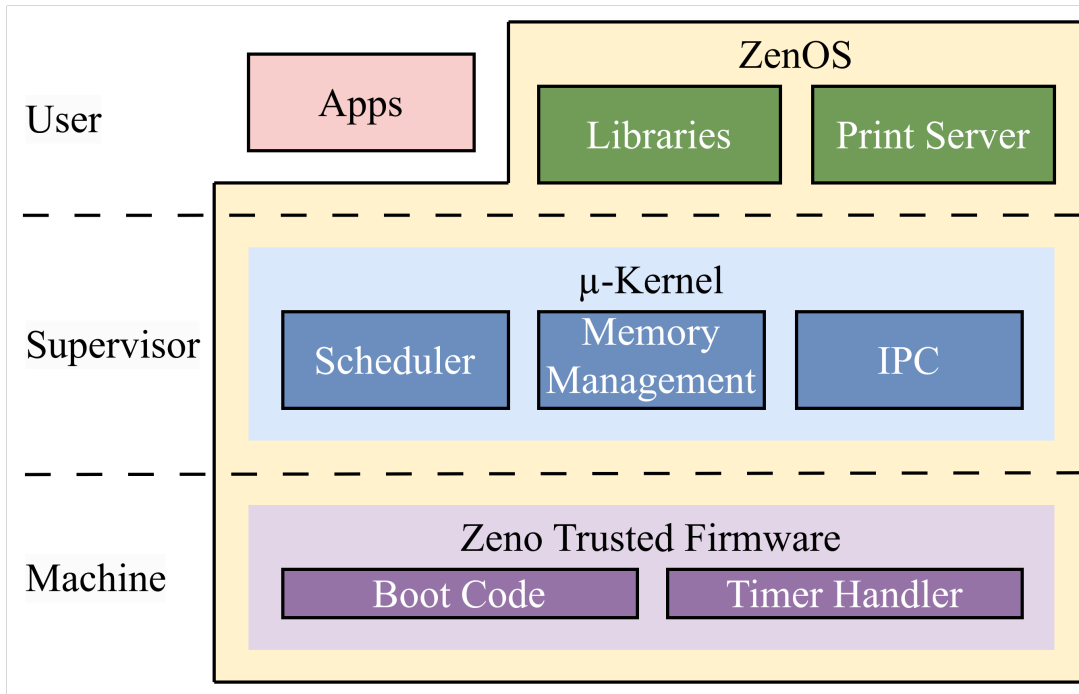 ZenOS
User
Apps
Libraries
Print Server
µ-Kernel
Supervisor
Scheduler
Memory
Management
IPC
Zeno Trusted Firmware
Machine
Boot Code
Timer Handler